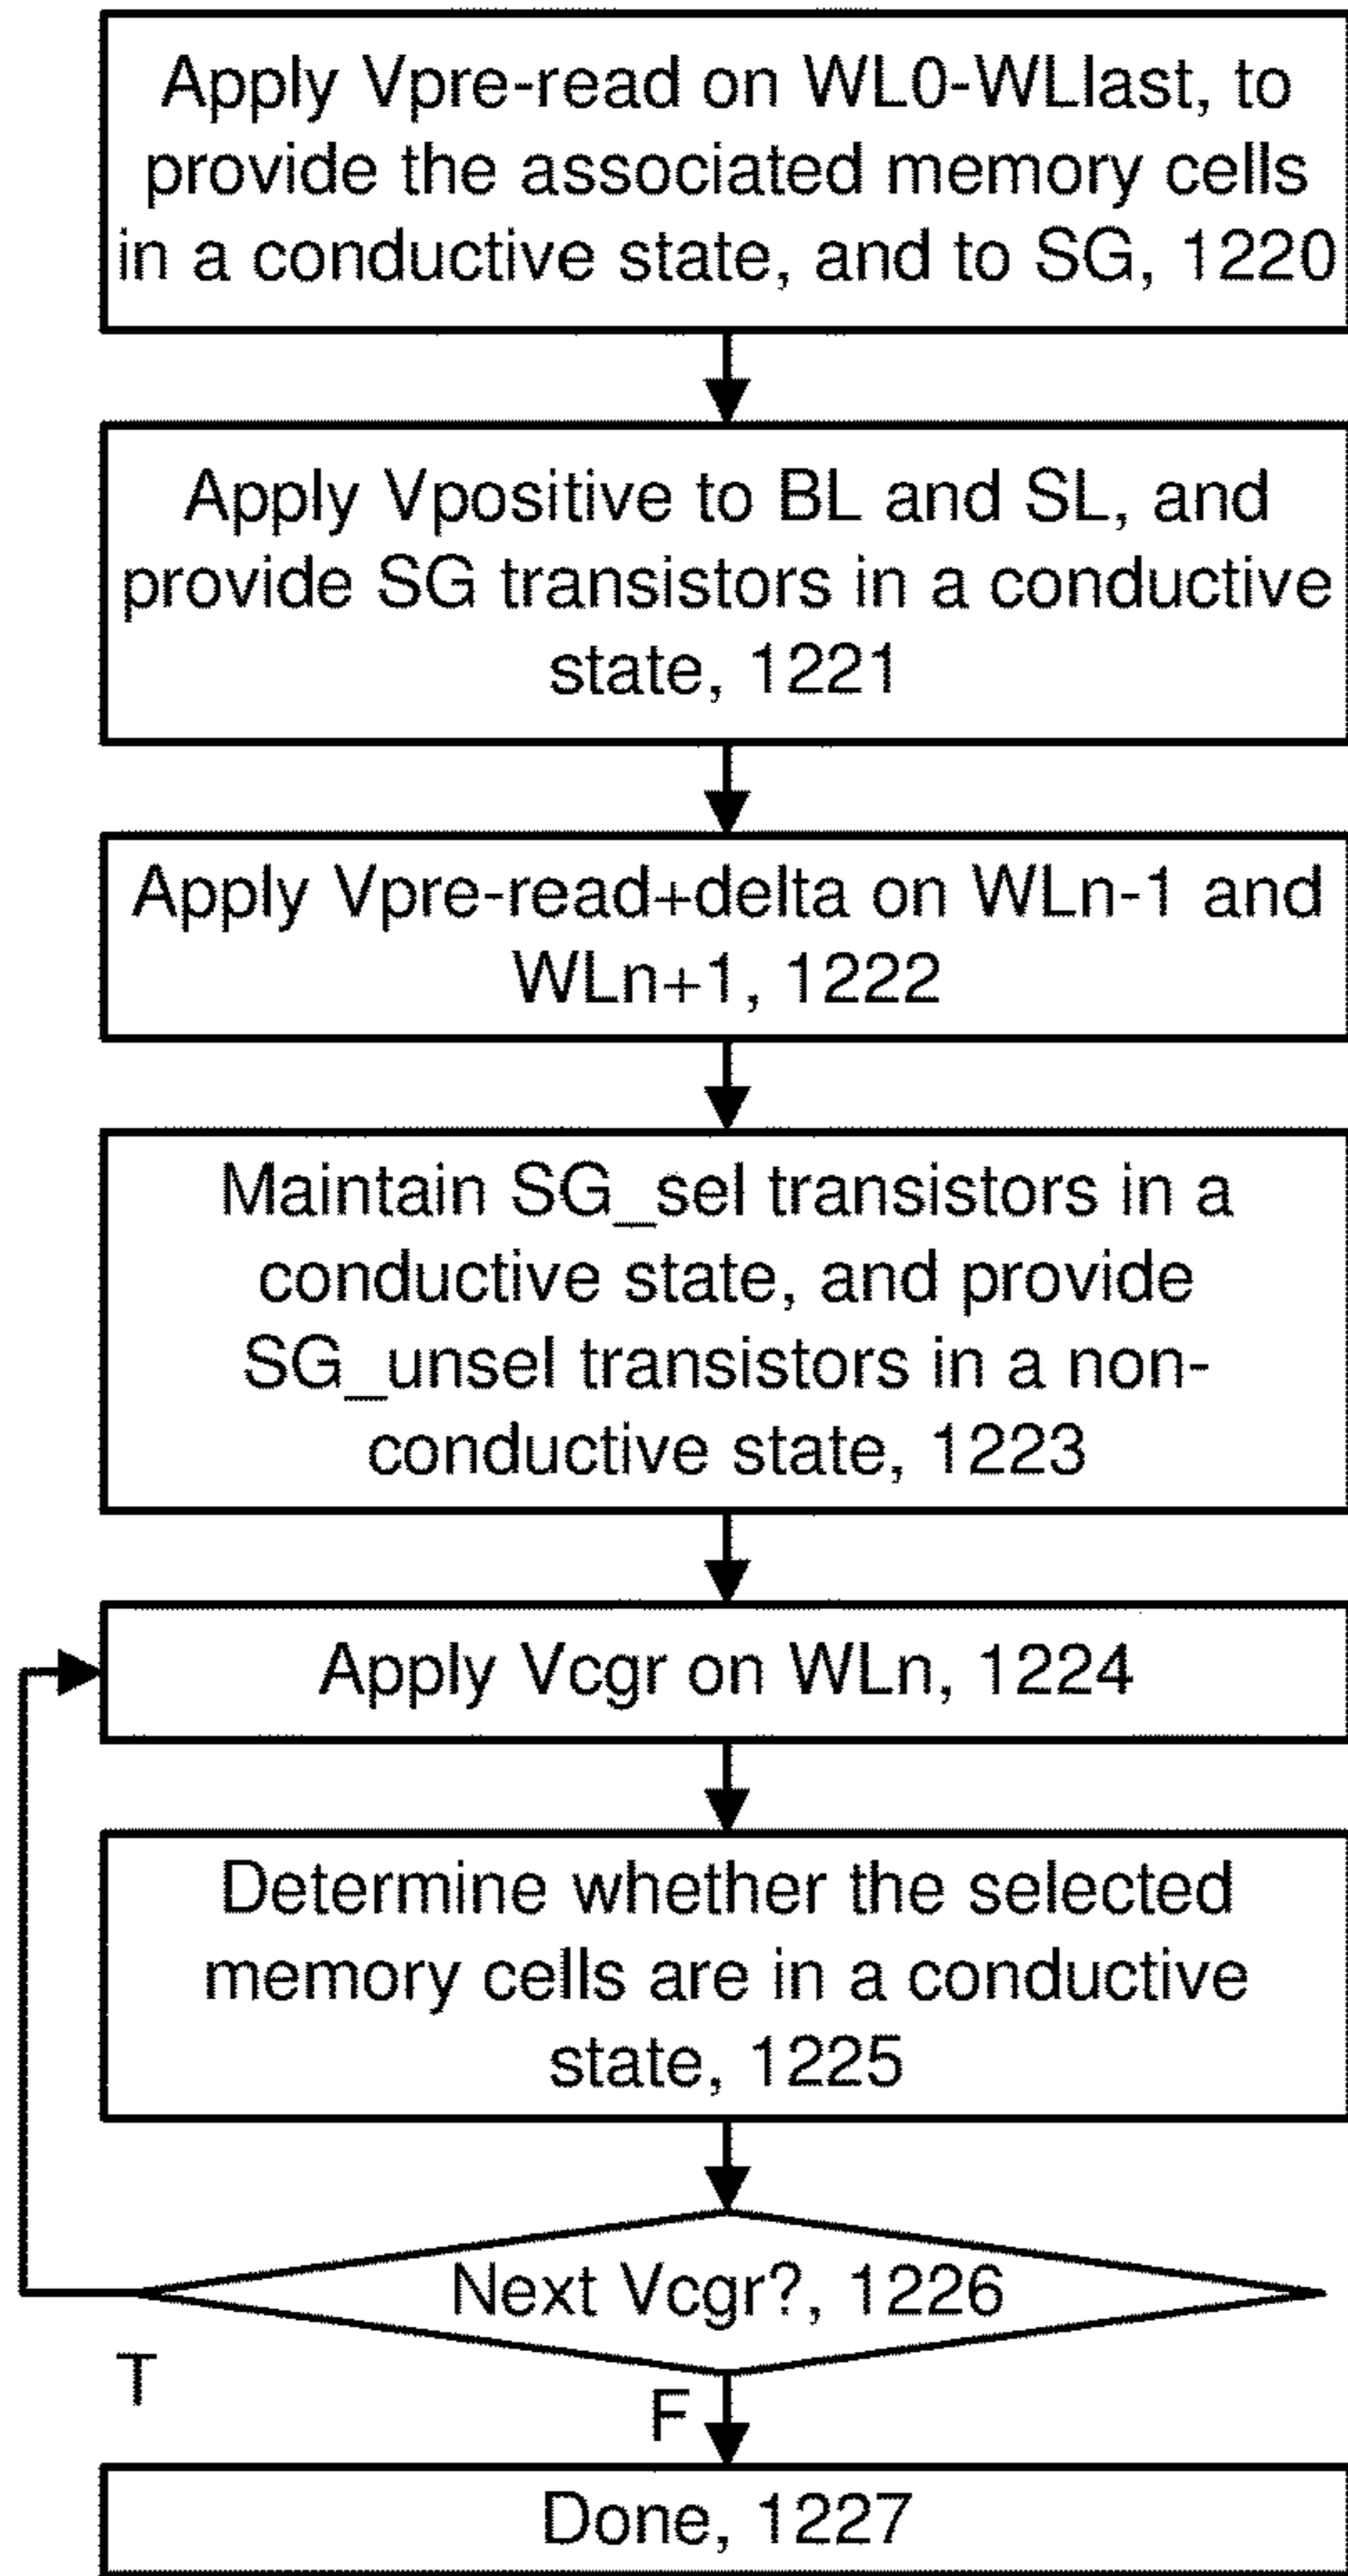 Apply Vpre-read on WL0-WLlast, to
provide the associated memory cells
in a conductive state, and to SG, 1220
Apply Vpositive to BL and SL, and
provide SG transistors in a conductive
state, 1221
Apply Vpre-read+delta on WLn-1 and
WLn+1, 1222
Maintain SG_sel transistors in a
conductive state, and provide
SG_unsel transistors in a non-
conductive state, 1223
Apply Vcgr on WLn, 1224
Determine whether the selected
memory cells are in a conductive
state, 1225
Next Vcgr?, 1226
T
F
Done, 1227